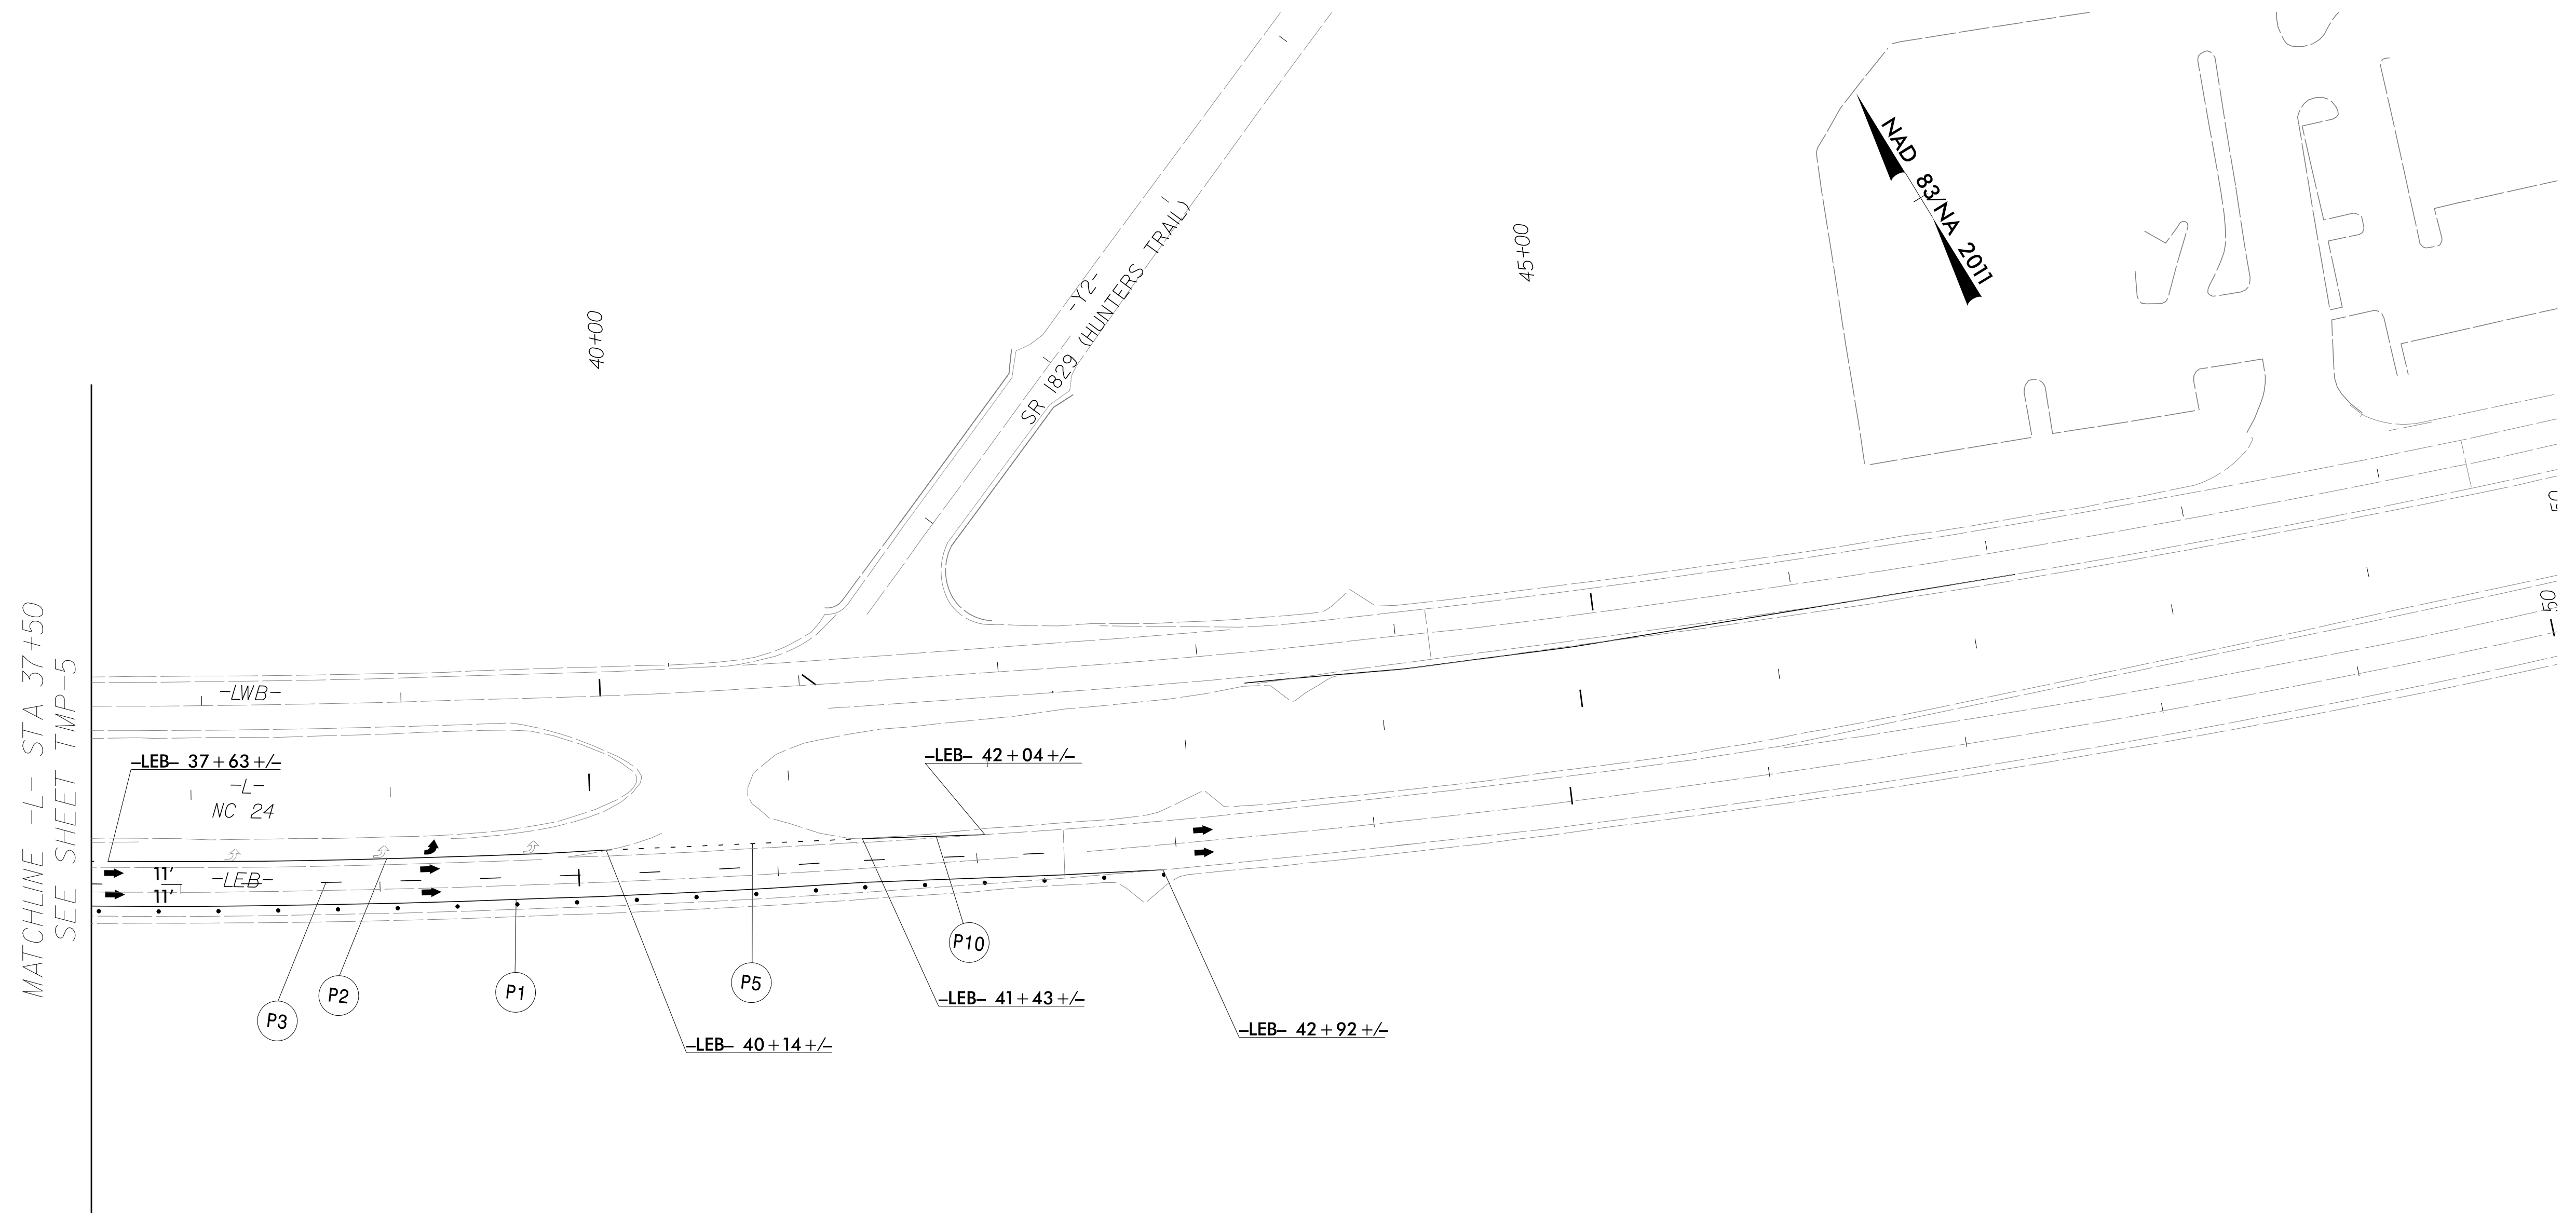 MATCHLINE -L- STA 37+50
SEE SHEET TMP-5
40+00
-Y2-
SR 1829 (HUNTERS TRAIL)
45+00
NAD 83/NA 2011
-LWB-
-LEB- 37+63 +/-
-L-
NC 24
-LEB- 42+04 +/-
11'
-LEB-
11'
P3
P2
P1
P5
P10
-LEB- 41+43 +/-
-LEB- 40+14 +/-
-LEB- 42+92 +/-
50
50